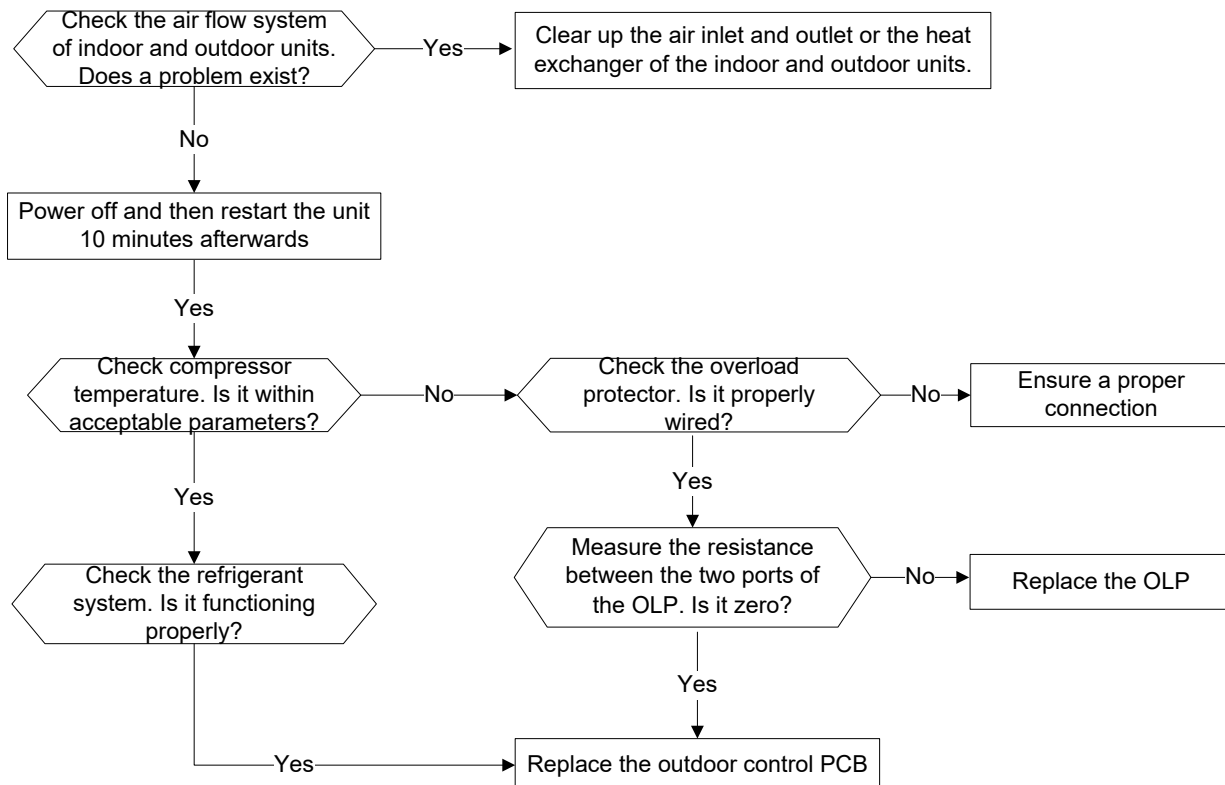 Check the air flow system
of indoor and outdoor units.
Does a problem exist?
Yes
Clear up the air inlet and outlet or the heat
exchanger of the indoor and outdoor units.
No
Power off and then restart the unit
10 minutes afterwards
Yes
Check compressor
temperature. Is it within
acceptable parameters?
No
Check the overload
protector. Is it properly
wired?
No
Ensure a proper
connection
Yes
Yes
Check the refrigerant
system. Is it functioning
properly?
Measure the resistance
between the two ports of
the OLP. Is it zero?
No
Replace the OLP
Yes
Yes
Replace the outdoor control PCB